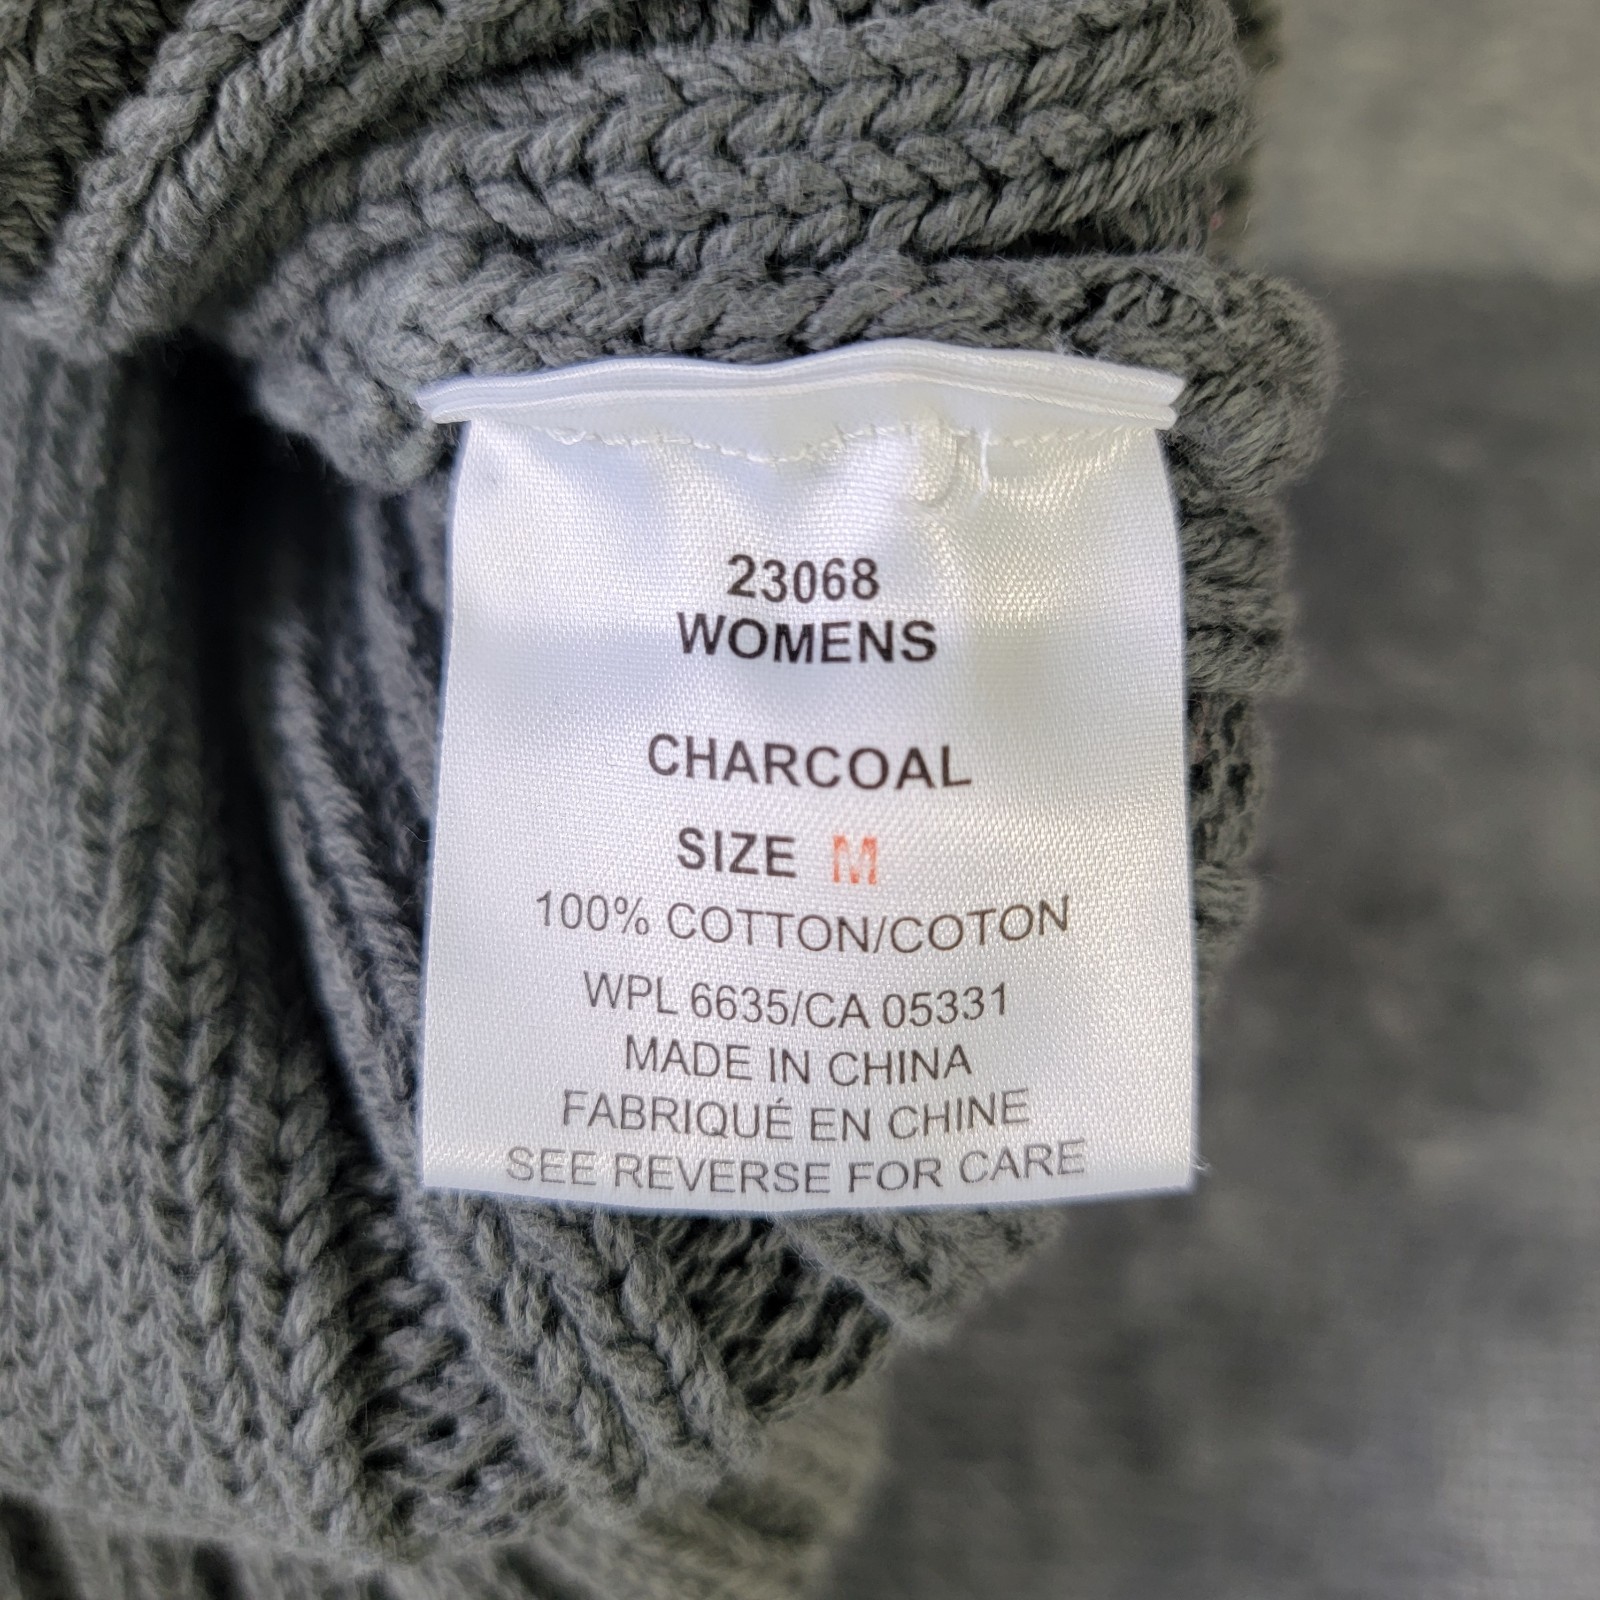 23068
WOMENS
CHARCOAL
SIZE M
100% COTTON/COTON
WPL 6635/CA 05331
MADE IN CHINA
FABRIQUÉ EN CHINE
SEE REVERSE FOR CARE